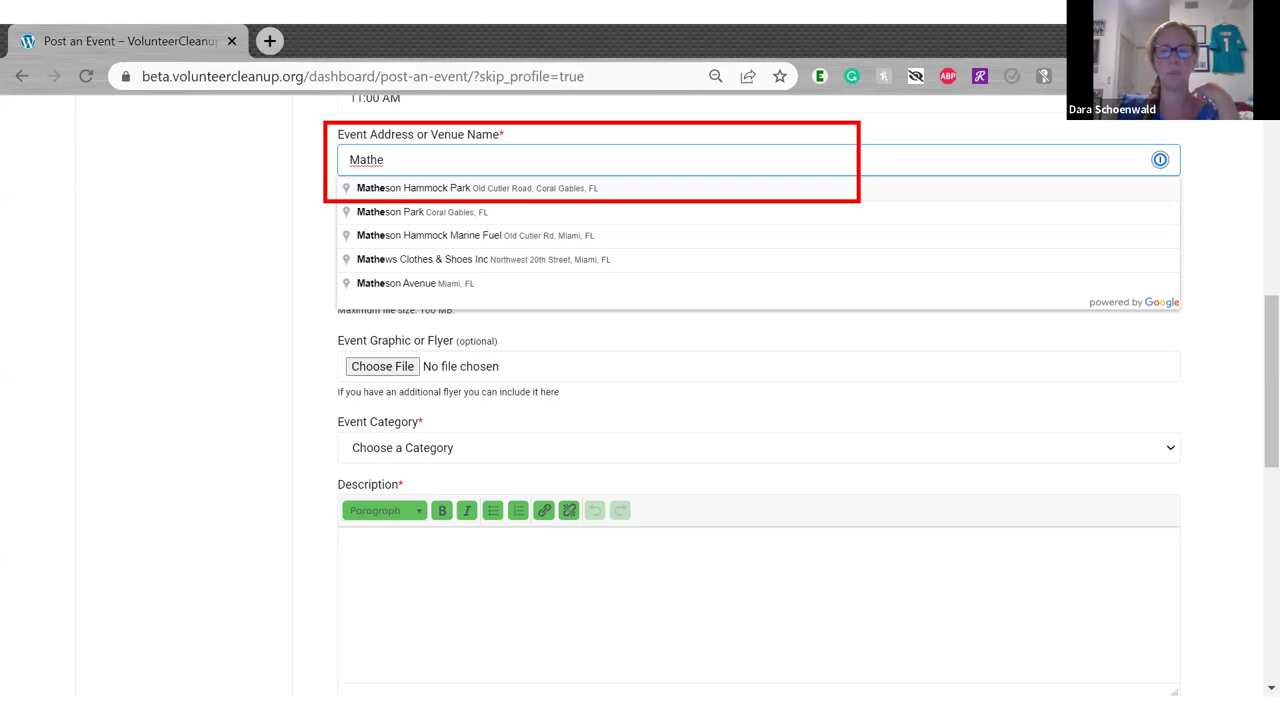 Post an Event – VolunteerCleanu
beta.volunteercleanup.org/dashboard/post-an-event/?skip_profile=true
ABP
Dara Schoenwald
11:00 AM
Event Address or Venue Name*
Mathe
Matheson Hammock Park Old Cutler Road, Coral Gables, FL
Matheson Park Coral Gables, FL
Matheson Hammock Marine Fuel Old Cutler Rd, Miami, FL
Mathews Clothes & Shoes Inc Northwest 20th Street, Miami, FL
Matheson Avenue Miami, FL
powered by Google
Maximum file size: 100 MB.
Event Graphic or Flyer (optional)
Choose File No file chosen
If you have an additional flyer you can include it here
Event Category*
Choose a Category
Description*
Paragraph B I